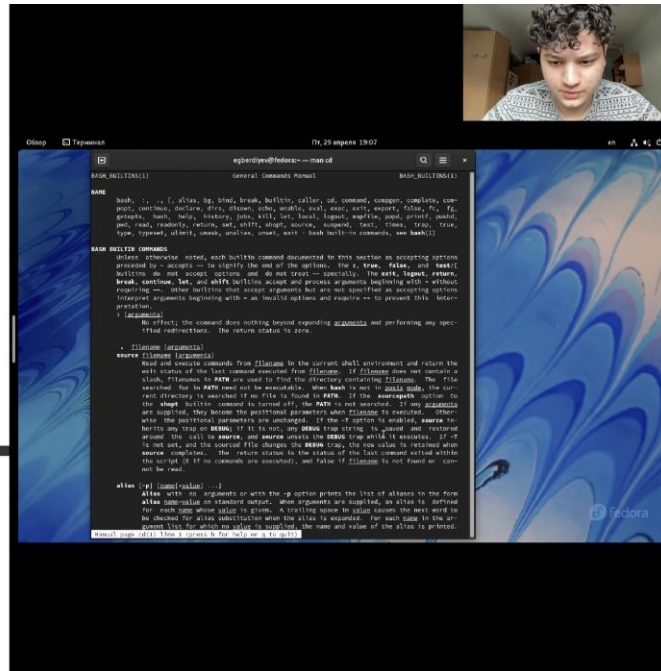 Обзор
Терминал
Пт, 29 апреля 19:07
en
egberdiyev@fedora:~ — man cd
BASH_BUILTINS(1) General Commands Manual BASH_BUILTINS(1)
NAME
bash, :, ., [, alias, bg, bind, break, builtin, caller, cd, command, compgen, complete, com-
popt, continue, declare, dirs, disown, echo, enable, eval, exec, exit, export, false, fc, fg,
getopts, hash, help, history, jobs, kill, let, local, logout, mapfile, popd, printf, pushd,
pwd, read, readonly, return, set, shift, shopt, source, suspend, test, times, trap, true,
type, typeset, ulimit, umask, unalias, unset, wait - bash built-in commands, see bash(1)
BASH BUILTIN COMMANDS
Unless otherwise noted, each builtin command documented in this section as accepting options
preceded by - accepts -- to signify the end of the options. The :, true, false, and test/[
builtins do not accept options and do not treat -- specially. The exit, logout, return,
break, continue, let, and shift builtins accept and process arguments beginning with - without
requiring --. Other builtins that accept arguments but are not specified as accepting options
interpret arguments beginning with - as invalid options and require -- to prevent this inter-
pretation.
: [arguments]
No effect; the command does nothing beyond expanding arguments and performing any spec-
ified redirections. The return status is zero.
. filename [arguments]
source filename [arguments]
Read and execute commands from filename in the current shell environment and return the
exit status of the last command executed from filename. If filename does not contain a
slash, filenames in PATH are used to find the directory containing filename. The file
searched for in PATH need not be executable. When bash is not in posix mode, the cur-
rent directory is searched if no file is found in PATH. If the sourcepath option to
the shopt builtin command is turned off, the PATH is not searched. If any arguments
are supplied, they become the positional parameters when filename is executed. Other-
wise the positional parameters are unchanged. If the -T option is enabled, source in-
herits any trap on DEBUG; if it is not, any DEBUG trap string is saved and restored
around the call to source, and source unsets the DEBUG trap while it executes. If -T
is not set, and the sourced file changes the DEBUG trap, the new value is retained when
source completes. The return status is the status of the last command exited within
the script (0 if no commands are executed), and false if filename is not found or can-
not be read.
alias [-p] [name[=value] ...]
Alias with no arguments or with the -p option prints the list of aliases in the form
alias name=value on standard output. When arguments are supplied, an alias is defined
for each name whose value is given. A trailing space in value causes the next word to
be checked for alias substitution when the alias is expanded. For each name in the ar-
gument list for which no value is supplied, the name and value of the alias is printed.
Manual page cd(1) line 1 (press h for help or q to quit)
fedora